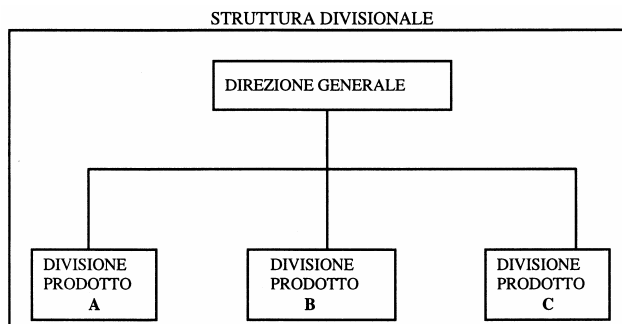 STRUTTURA DIVISIONALE
DIREZIONE GENERALE
DIVISIONE
PRODOTTO
A
DIVISIONE
PRODOTTO
B
DIVISIONE
PRODOTTO
C